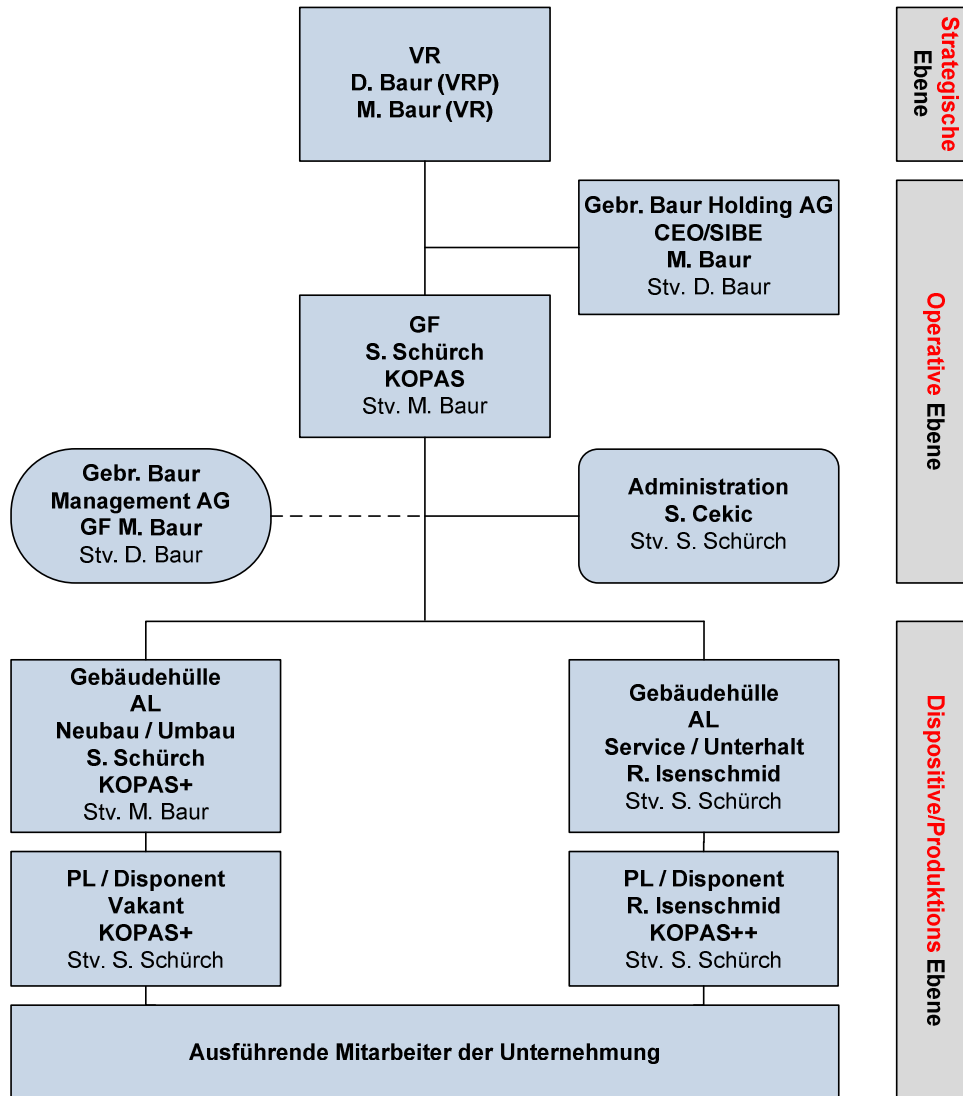 VR
D. Baur (VRP)
M. Baur (VR)
Strategische
Ebene
Gebr. Baur Holding AG
CEO/SIBE
M. Baur
Stv. D. Baur
GF
S. Schürch
KOPAS
Stv. M. Baur
Operative Ebene
Gebr. Baur
Management AG
GF M. Baur
Stv. D. Baur
Administration
S. Cekic
Stv. S. Schürch
Gebäudehülle
AL
Neubau / Umbau
S. Schürch
KOPAS+
Stv. M. Baur
Gebäudehülle
AL
Service / Unterhalt
R. Isenschmid
Stv. S. Schürch
Dispositive/Produktions Ebene
PL / Disponent
Vakant
KOPAS+
Stv. S. Schürch
PL / Disponent
R. Isenschmid
KOPAS++
Stv. S. Schürch
Ausführende Mitarbeiter der Unternehmung